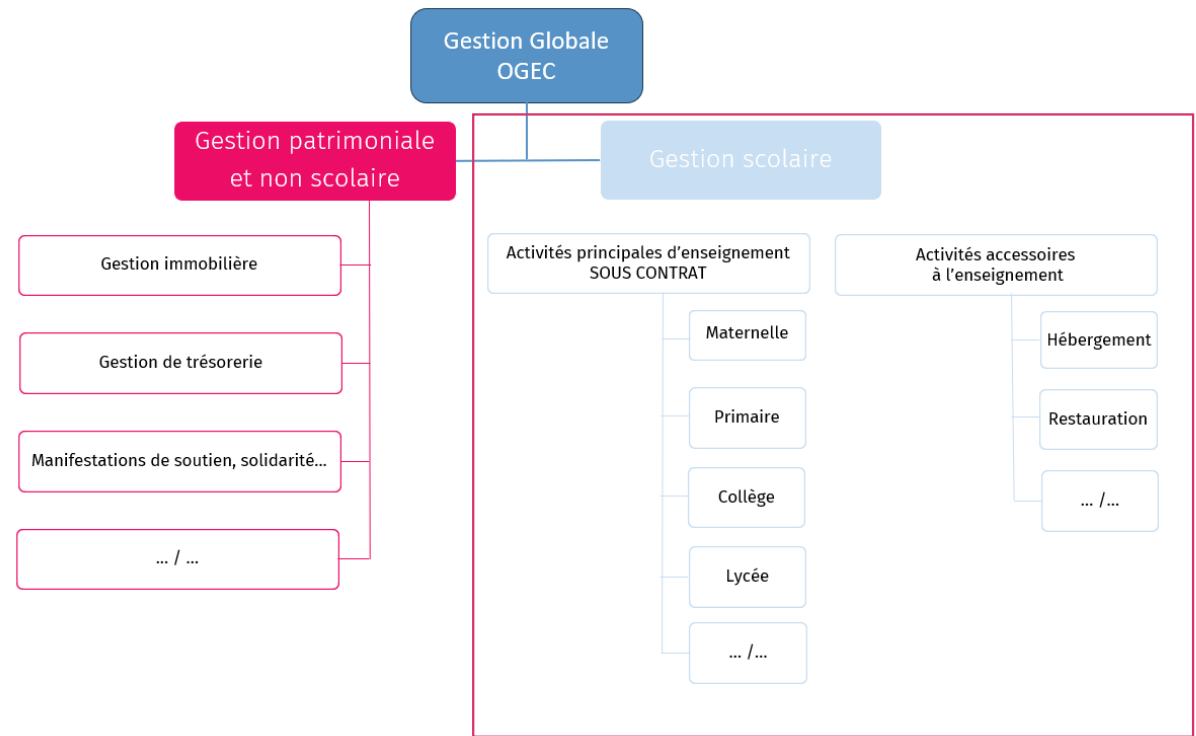 Gestion Globale
OGEC
Gestion patrimoniale
et non scolaire
Gestion immobilière
Gestion de trésorerie
Manifestations de soutien, solidarité...
... / ...
Gestion scolaire
Activités principales d'enseignement
SOUS CONTRAT
Maternelle
Primaire
Collège
Lycée
... /...
Activités accessoires
à l'enseignement
Hébergement
Restauration
... /...